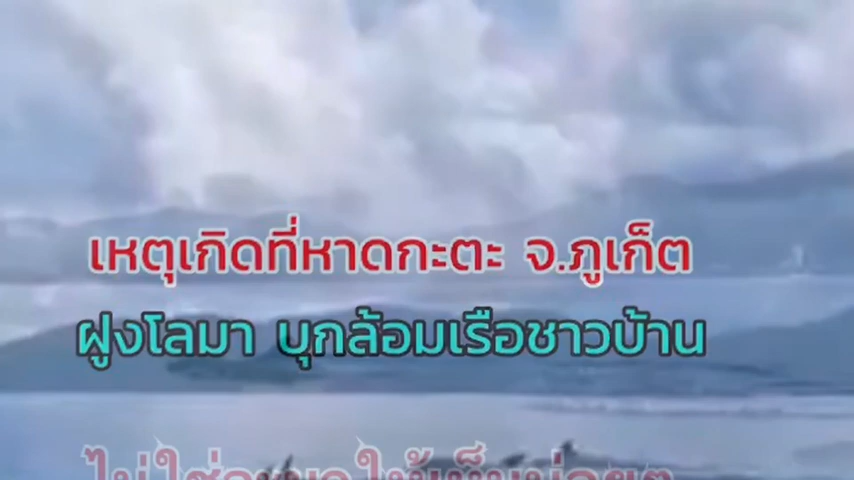 เหตุเกิดที่หาดกะตะ จ.ภูเก็ต
ฝูงโลมา บุกล้อมเรือชาวบ้าน